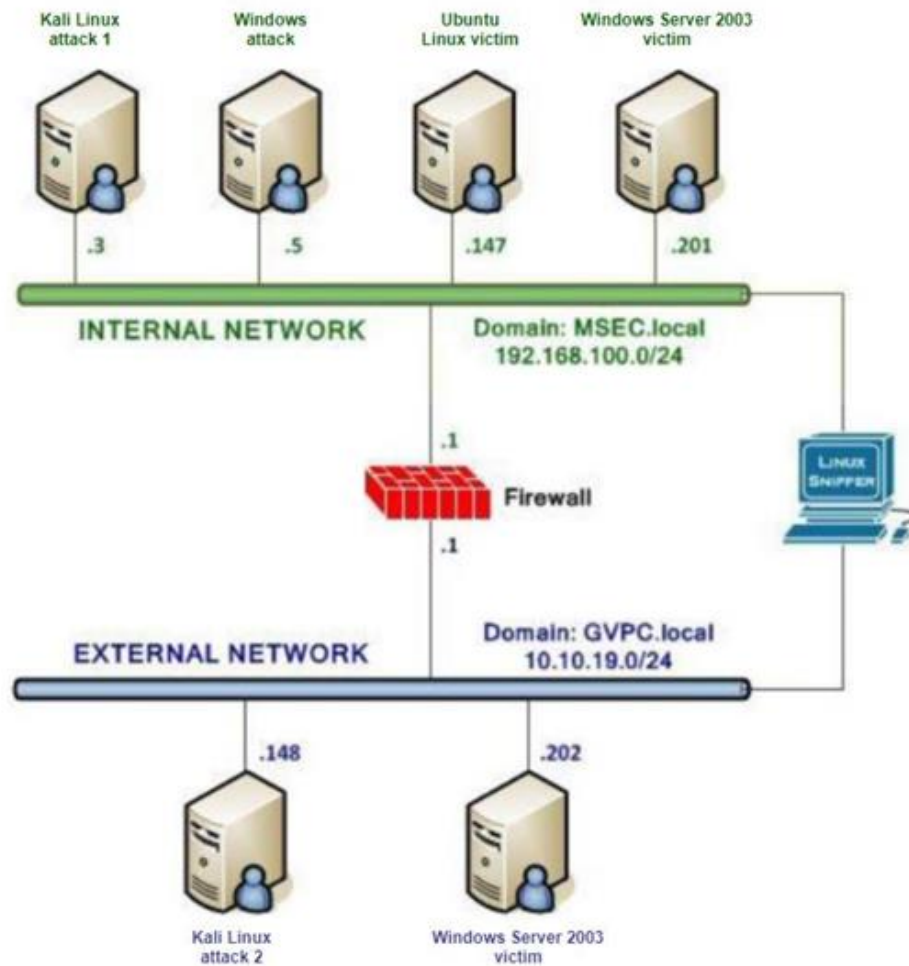 Kali Linux
attack 1
Windows
attack
Ubuntu
Linux victim
Windows Server 2003
victim
.3
.5
.147
.201
INTERNAL NETWORK
Domain: MSEC.local
192.168.100.0/24
.1
Firewall
LINUX
SNIFFER
.1
EXTERNAL NETWORK
Domain: GVPC.local
10.10.19.0/24
.148
.202
Kali Linux
attack 2
Windows Server 2003
victim